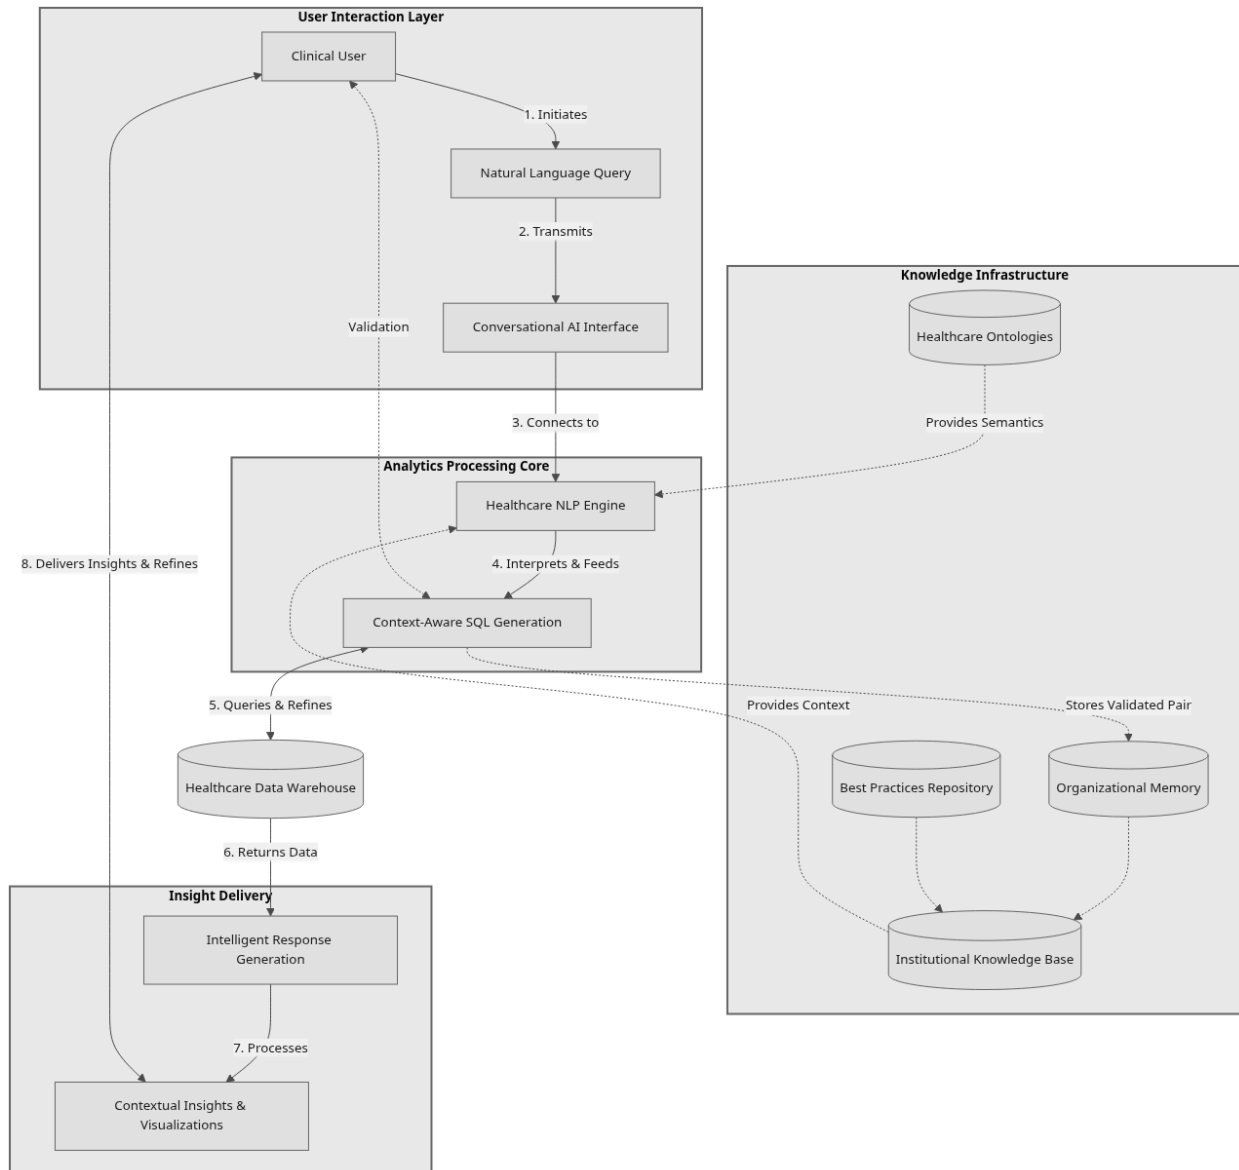 User Interaction Layer
Clinical User
1. Initiates
Natural Language Query
2. Transmits
Knowledge Infrastructure
Healthcare Ontologies
Validation
Conversational AI Interface
3. Connects to
Provides Semantics
Analytics Processing Core
Healthcare NLP Engine
8. Delivers Insights & Refines
4. Interprets & Feeds
Context-Aware SQL Generation
5. Queries & Refines
Provides Context
Stores Validated Pair
Healthcare Data Warehouse
Best Practices Repository
Organizational Memory
6. Returns Data
Insight Delivery
Intelligent Response
Generation
Institutional Knowledge Base
7. Processes
Contextual Insights &
Visualizations